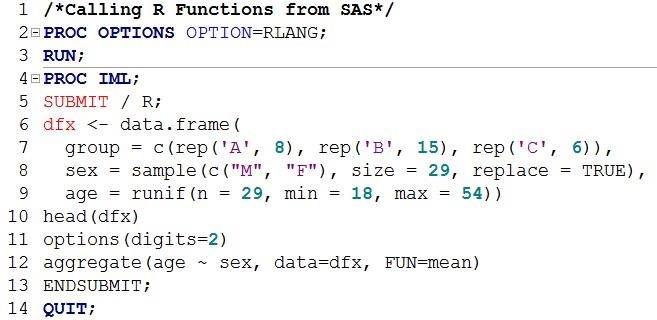 1 /*Calling R Functions from SAS*/
2 PROC OPTIONS OPTION=RLANG;
3 RUN;
4 PROC IML;
5 SUBMIT / R;
6 dfx <- data.frame(
7   group = c(rep('A', 8), rep('B', 15), rep('C', 6)),
8   sex = sample(c("M", "F"), size = 29, replace = TRUE),
9   age = runif(n = 29, min = 18, max = 54))
10 head(dfx)
11 options(digits=2)
12 aggregate(age ~ sex, data=dfx, FUN=mean)
13 ENDSUBMIT;
14 QUIT;